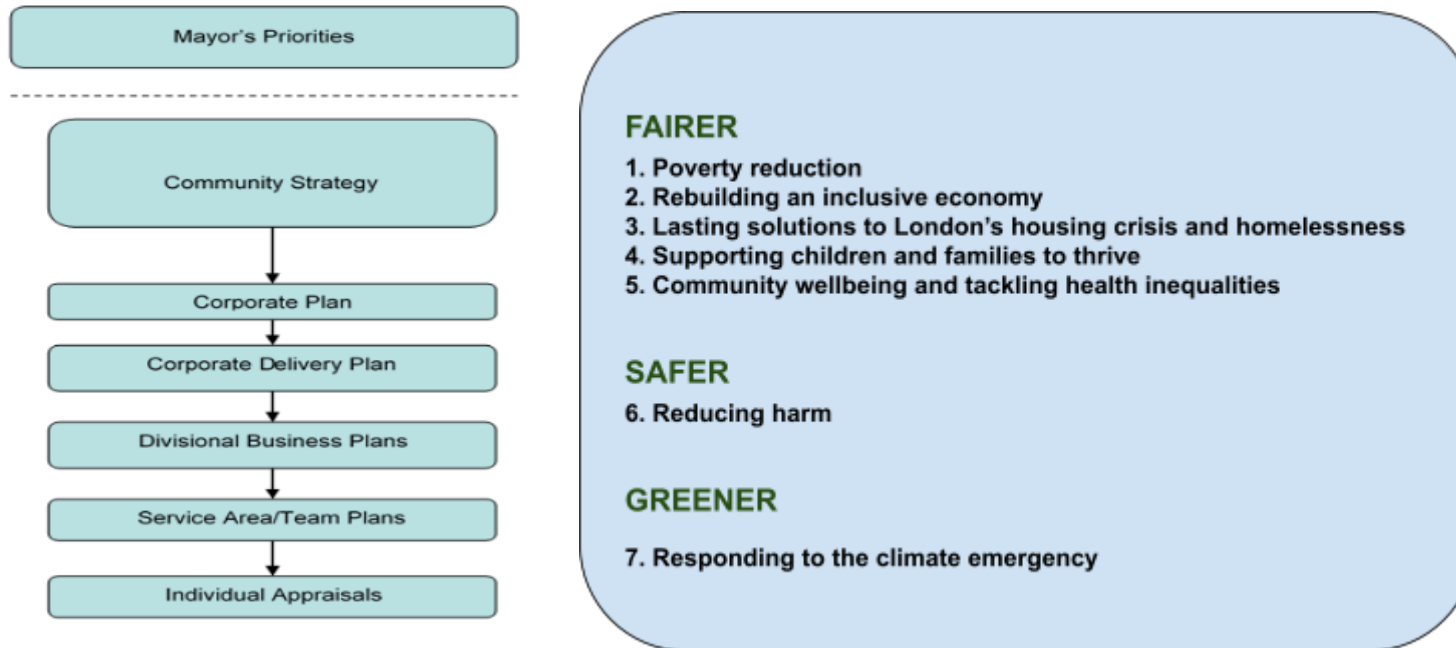 Mayor's Priorities
Community Strategy
Corporate Plan
Corporate Delivery Plan
Divisional Business Plans
Service Area/Team Plans
Individual Appraisals
FAIRER
1. Poverty reduction
2. Rebuilding an inclusive economy
3. Lasting solutions to London's housing crisis and homelessness
4. Supporting children and families to thrive
5. Community wellbeing and tackling health inequalities
SAFER
6. Reducing harm
GREENER
7. Responding to the climate emergency